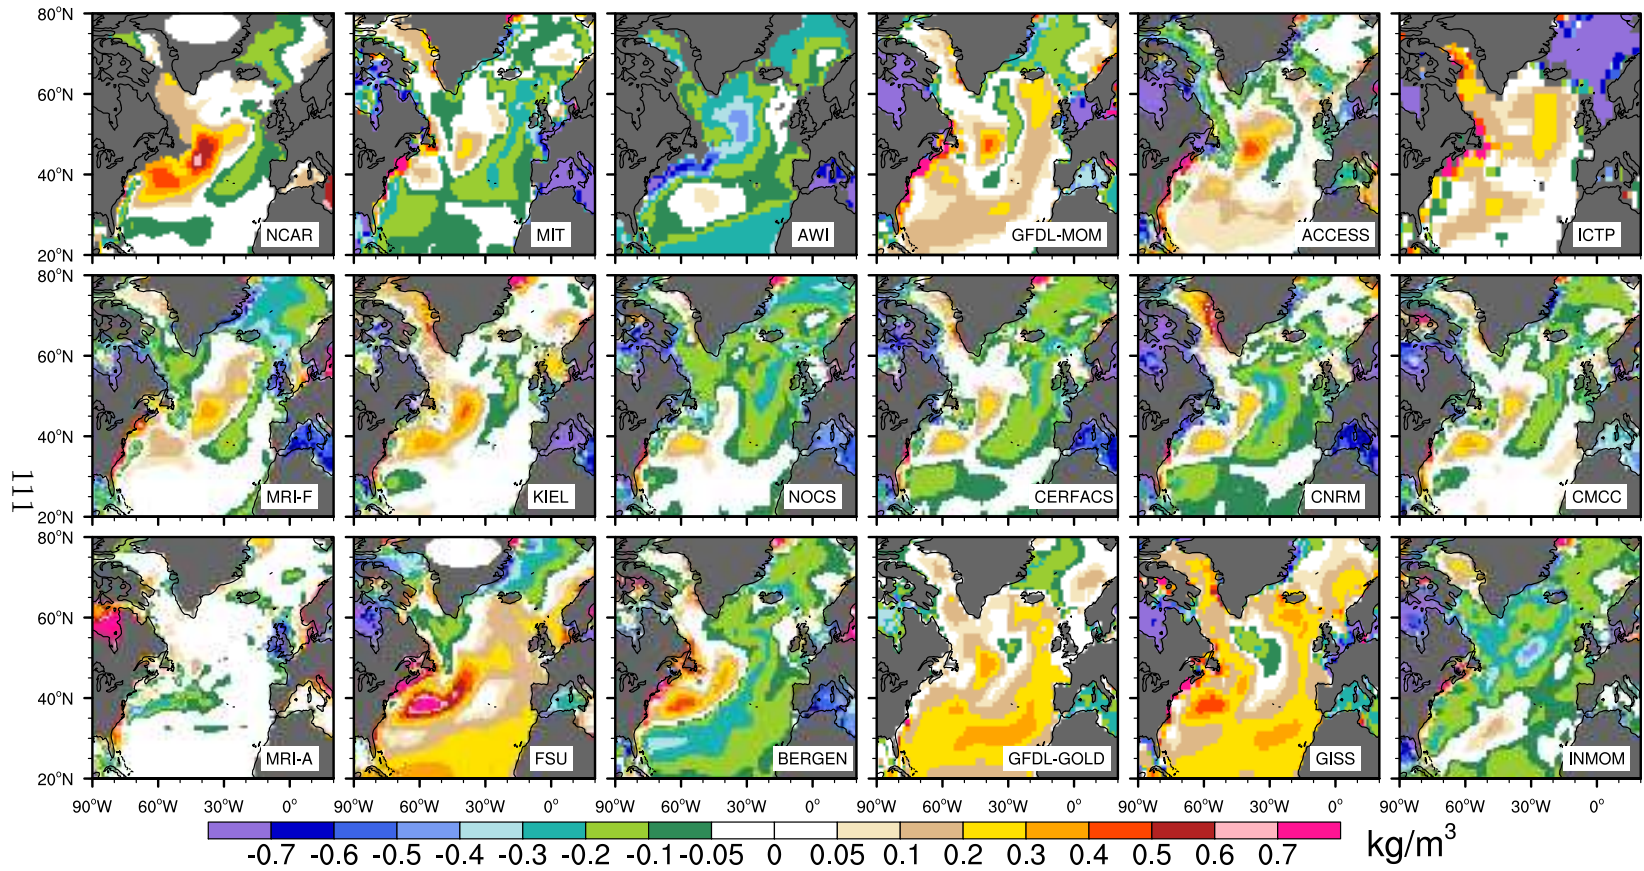 80°N
60°N
40°N
20°N
NCAR
MIT
AWI
GFDL-MOM
ACCESS
ICTP
80°N
60°N
40°N
20°N
MRI-F
KIEL
NOCS
CERFACS
CNRM
CMCC
111
80°N
60°N
40°N
20°N
MRI-A
FSU
BERGEN
GFDL-GOLD
GISS
INMOM
90°W 60°W 30°W 0° 90°W 60°W 30°W 0° 90°W 60°W 30°W 0° 90°W 60°W 30°W 0° 90°W 60°W 30°W 0° 90°W 60°W 30°W 0°
-0.7 -0.6 -0.5 -0.4 -0.3 -0.2 -0.1 -0.05 0 0.05 0.1 0.2 0.3 0.4 0.5 0.6 0.7 kg/m³